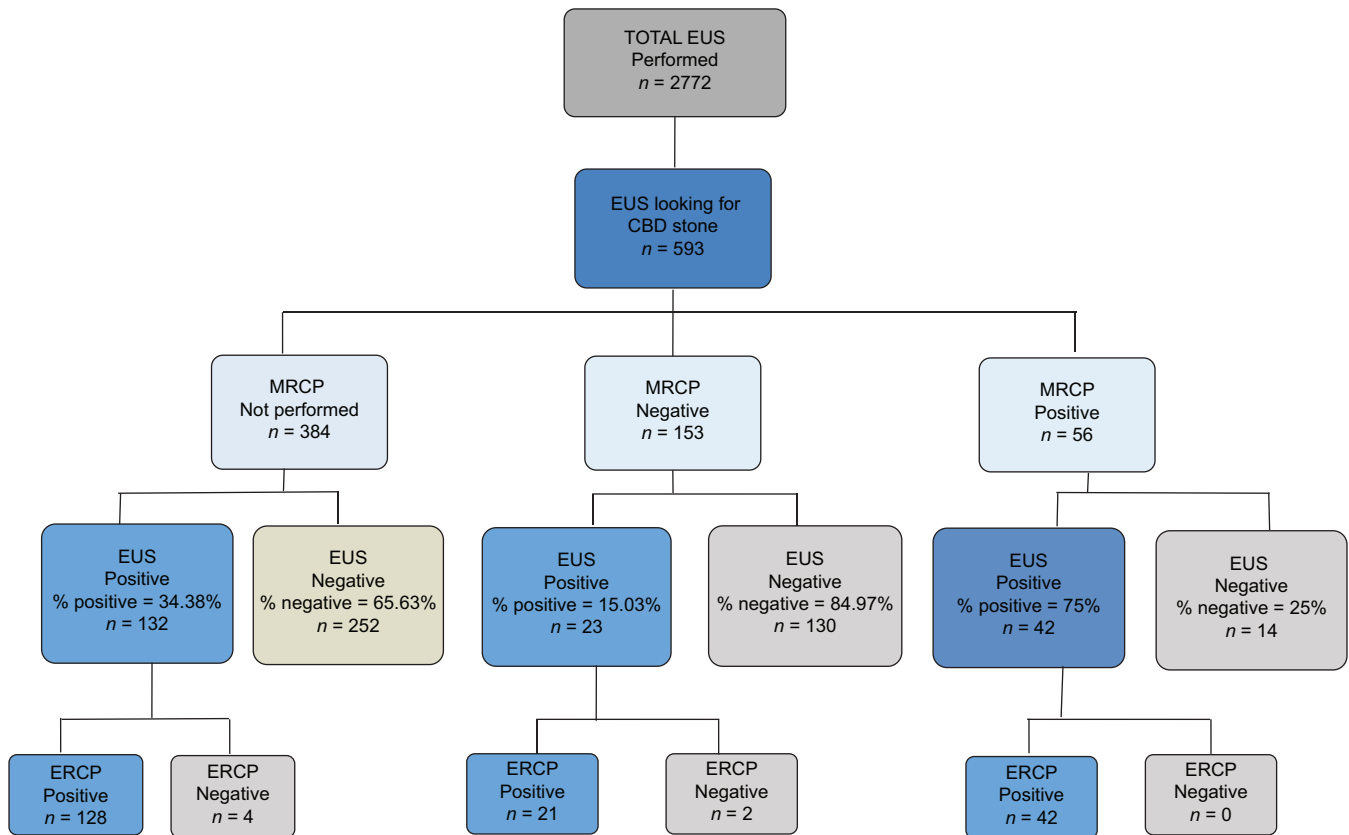 TOTAL EUS
Performed
n = 2772
EUS looking for
CBD stone
n = 593
MRCP
Not performed
n = 384
MRCP
Negative
n = 153
MRCP
Positive
n = 56
EUS
Positive
% positive = 34.38%
n = 132
EUS
Negative
% negative = 65.63%
n = 252
EUS
Positive
% positive = 15.03%
n = 23
EUS
Negative
% negative = 84.97%
n = 130
EUS
Positive
% positive = 75%
n = 42
EUS
Negative
% negative = 25%
n = 14
ERCP
Positive
n = 128
ERCP
Negative
n = 4
ERCP
Positive
n = 21
ERCP
Negative
n = 2
ERCP
Positive
n = 42
ERCP
Negative
n = 0